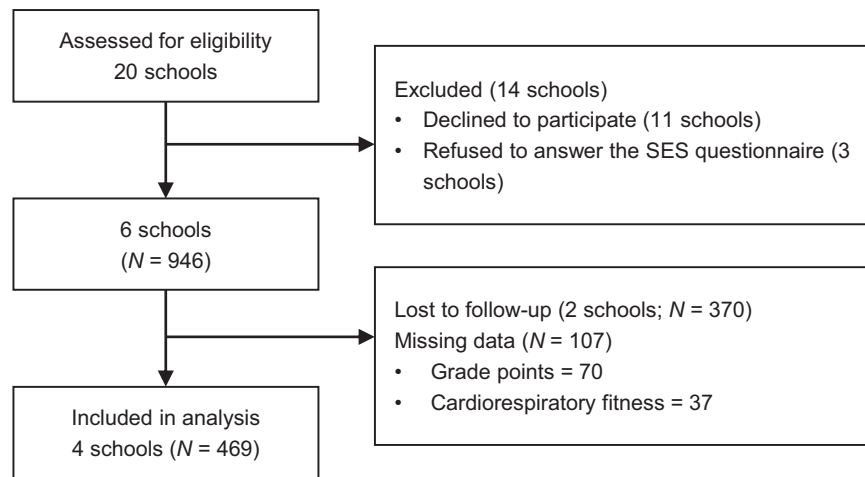 Assessed for eligibility
20 schools
Excluded (14 schools)
• Declined to participate (11 schools)
• Refused to answer the SES questionnaire (3
schools)
6 schools
(N = 946)
Lost to follow-up (2 schools; N = 370)
Missing data (N = 107)
• Grade points = 70
• Cardiorespiratory fitness = 37
Included in analysis
4 schools (N = 469)